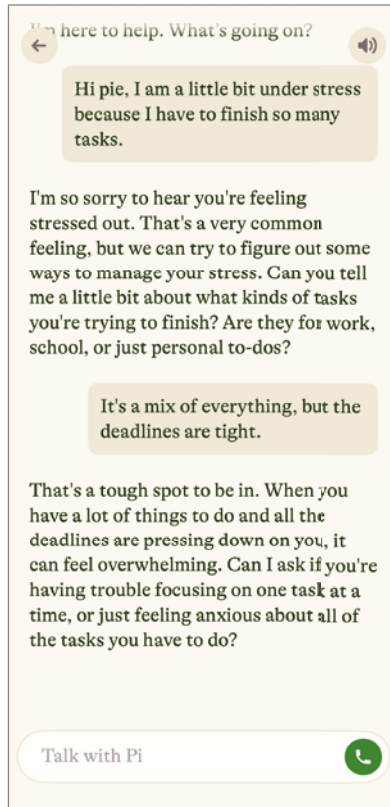 I'm here to help. What's going on?
Hi pie, I am a little bit under stress
because I have to finish so many
tasks.
I'm so sorry to hear you're feeling
stressed out. That's a very common
feeling, but we can try to figure out some
ways to manage your stress. Can you tell
me a little bit about what kinds of tasks
you're trying to finish? Are they for work,
school, or just personal to-dos?
It's a mix of everything, but the
deadlines are tight.
That's a tough spot to be in. When you
have a lot of things to do and all the
deadlines are pressing down on you, it
can feel overwhelming. Can I ask if you're
having trouble focusing on one task at a
time, or just feeling anxious about all of
the tasks you have to do?
Talk with Pi